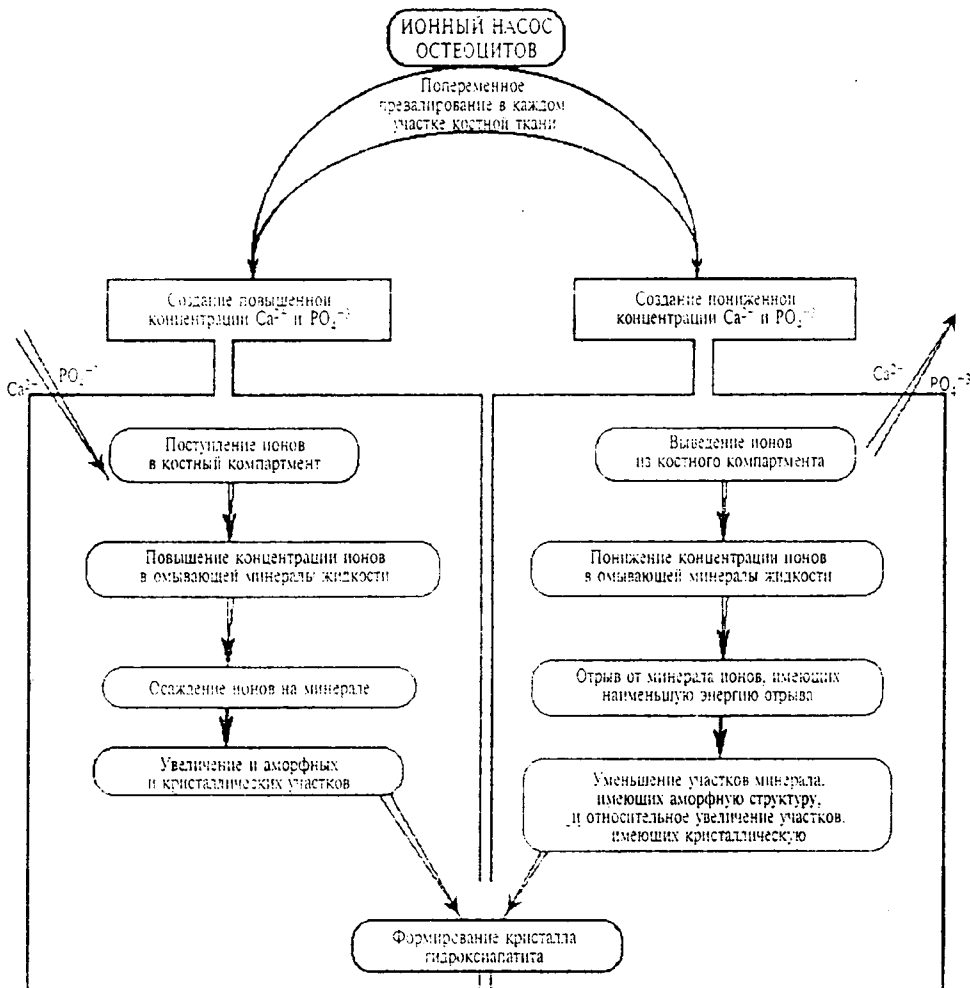 ИОННЫЙ НАСОС
ОСТЕОЦИТОВ
Попеременное
превалирование в каждом
участке костной ткани
Создание повышенной
концентрации Ca²⁺ и PO₄⁻³
Создание пониженной
концентрации Ca²⁺ и PO₄⁻³
Ca²⁺
PO₄⁻³
Ca²⁺
PO₄⁻³
Поступление ионов
в костный компартмент
Повышение концентрации ионов
в омывающей минералы жидкости
Осаждение ионов на минерале
Увеличение и аморфных
и кристаллических участков
Выведение ионов
из костного компартмента
Понижение концентрации ионов
в омывающей минералы жидкости
Отрыв от минерала ионов, имеющих
наименьшую энергию отрыва
Уменьшение участков минерала,
имеющих аморфную структуру,
и относительное увеличение участков,
имеющих кристаллическую
Формирование кристалла
гидроксиапатита